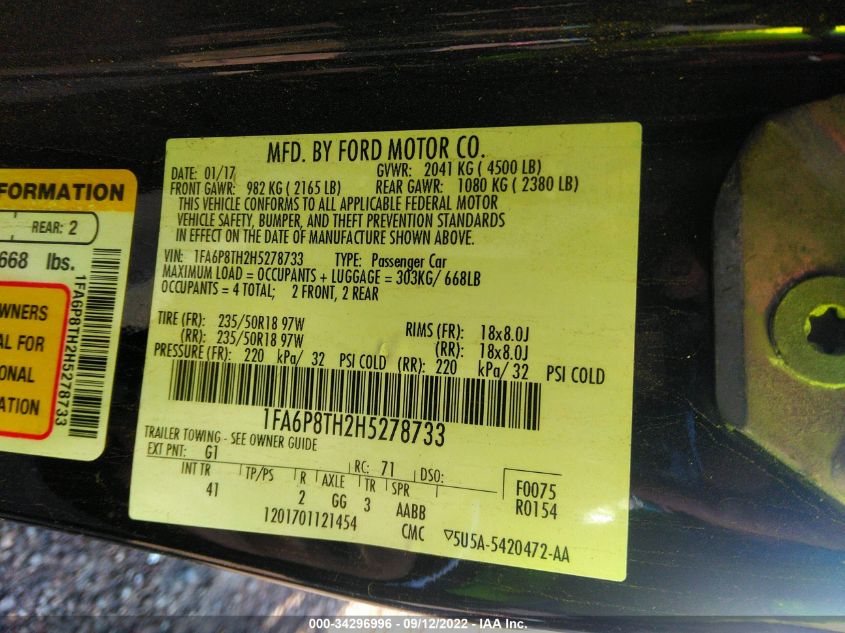 MFD. BY FORD MOTOR CO.
DATE: 01/17 GVWR: 2041 KG ( 4500 LB)
FRONT GAWR: 982 KG ( 2165 LB) REAR GAWR: 1080 KG ( 2380 LB)
THIS VEHICLE CONFORMS TO ALL APPLICABLE FEDERAL MOTOR
VEHICLE SAFETY, BUMPER, AND THEFT PREVENTION STANDARDS
IN EFFECT ON THE DATE OF MANUFACTURE SHOWN ABOVE.
VIN: 1FA6P8TH2H5278733 TYPE: Passenger Car
MAXIMUM LOAD = OCCUPANTS + LUGGAGE = 303KG/ 668LB
OCCUPANTS = 4 TOTAL; 2 FRONT, 2 REAR
TIRE (FR): 235/50R18 97W RIMS (FR): 18x8.0J
(RR): 235/50R18 97W (RR): 18x8.0J
PRESSURE (FR): 220 kPa/ 32 PSI COLD (RR): 220 kPa/ 32 PSI COLD
1FA6P8TH2H5278733
TRAILER TOWING - SEE OWNER GUIDE
EXT PNT: G1 RC: 71 DSO:
INT TR TP/PS R AXLE TR SPR
41 2 GG 3 AABB
F0075
R0154
1201701121454 CMC ▽5U5A-5420472-AA
FORMATION
REAR: 2
668 lbs.
WNERS
AL FOR
ONAL
ATION
1FA6P8TH2H5278733
000-34296996 - 09/12/2022 - IAA Inc.